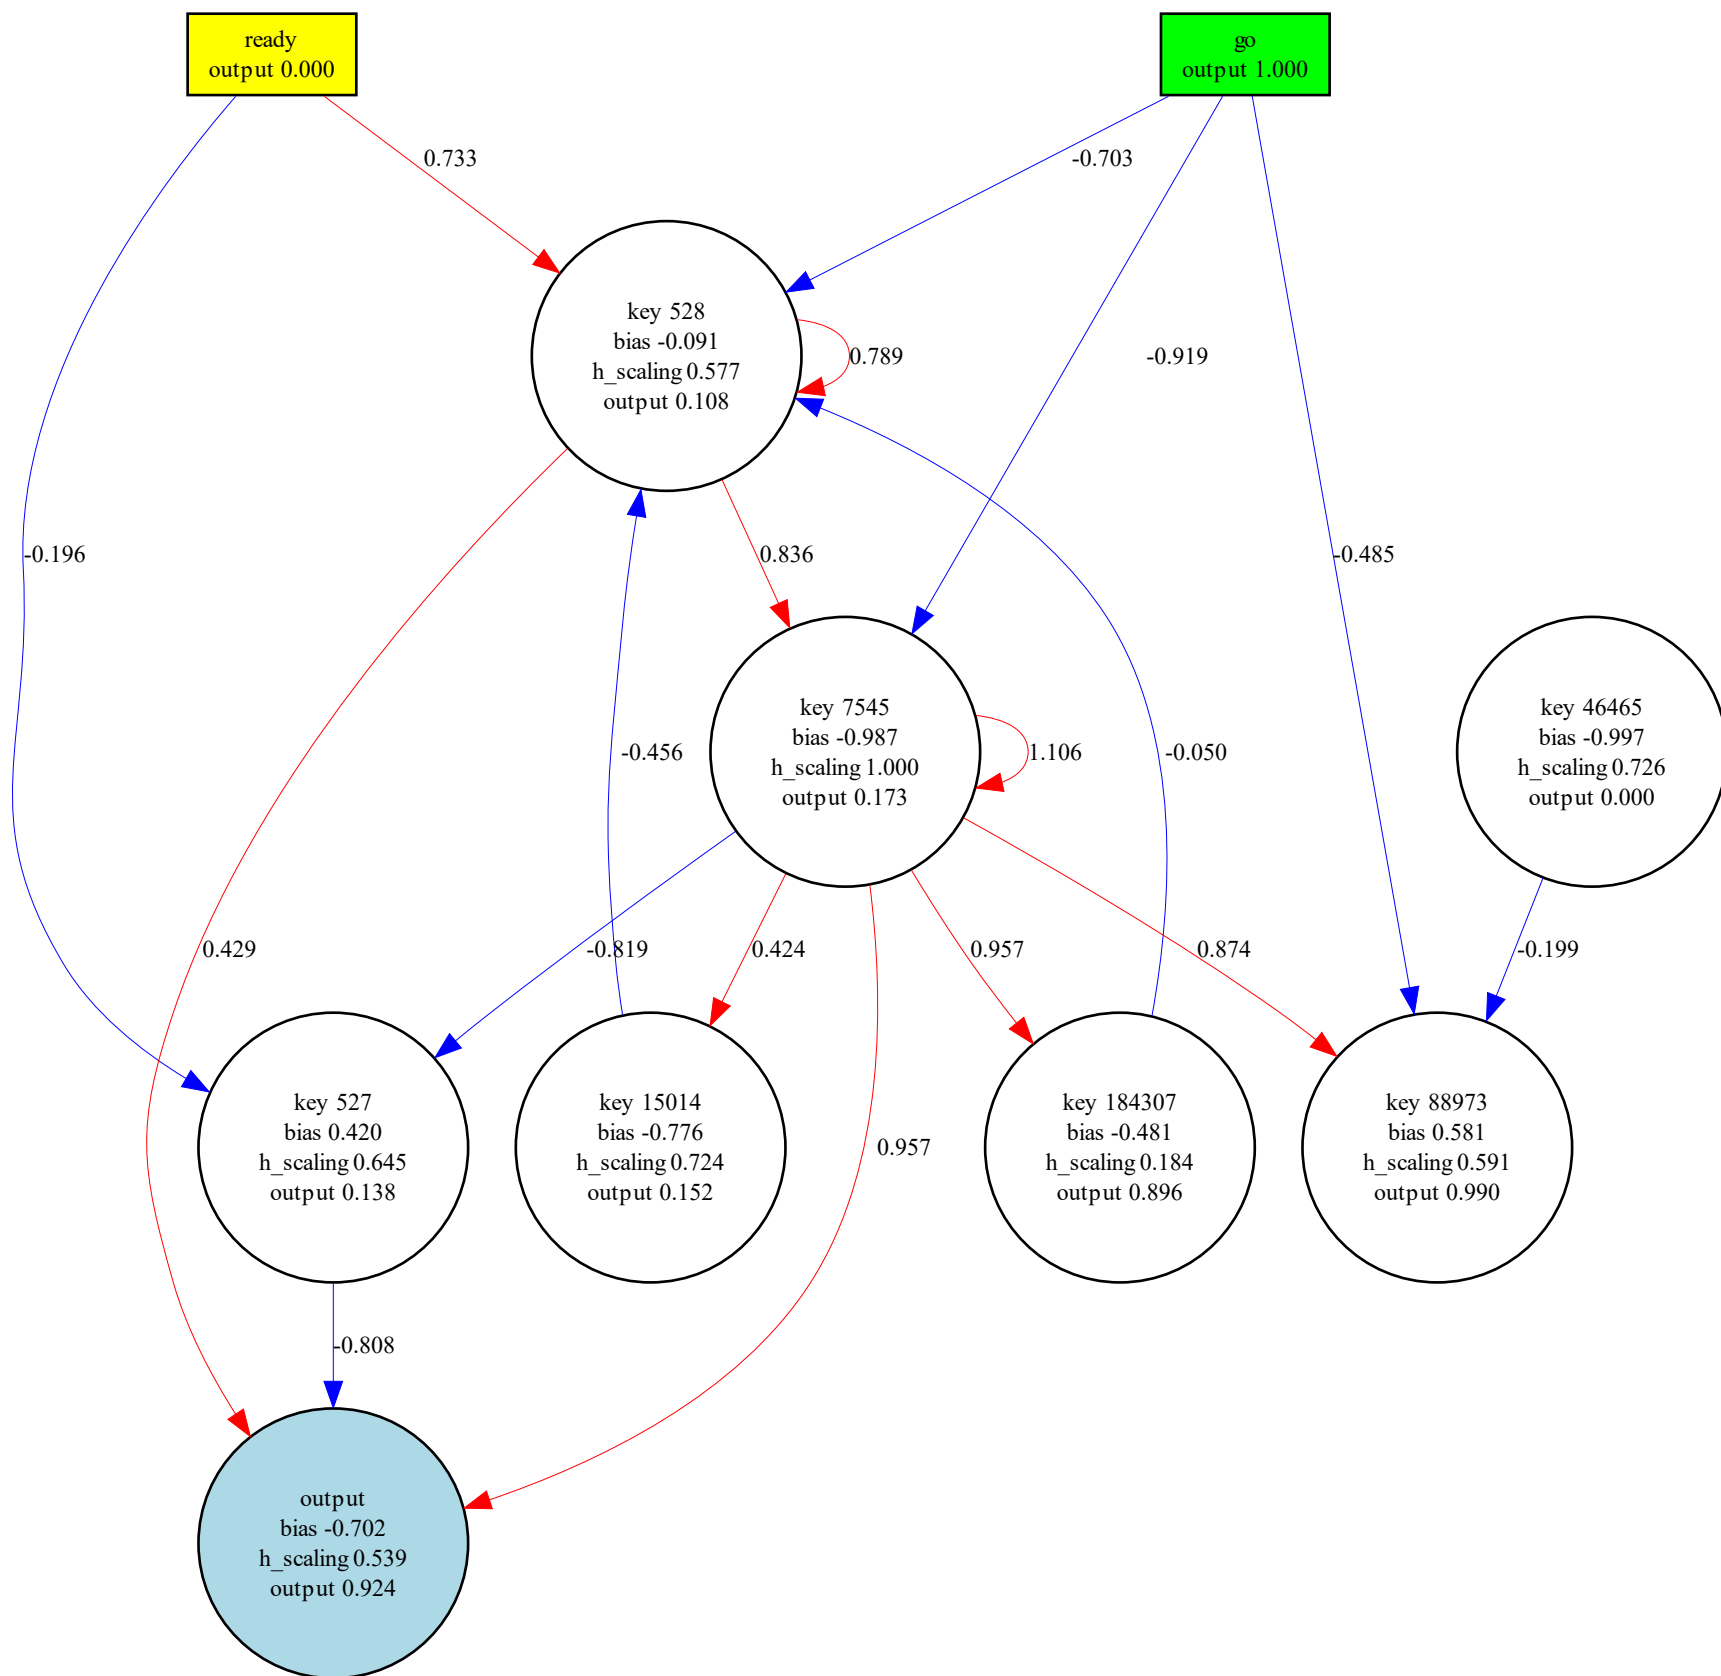 ready
output 0.000
go
output 1.000
0.733
-0.703
key 528
bias -0.091
h_scaling 0.577
output 0.108
0.789
-0.919
-0.196
0.836
-0.485
key 7545
bias -0.987
h_scaling 1.000
output 0.173
-0.456
1.106
-0.050
key 46465
bias -0.997
h_scaling 0.726
output 0.000
0.429
-0.819
0.424
0.957
0.874
-0.199
key 527
bias 0.420
h_scaling 0.645
output 0.138
key 15014
bias -0.776
h_scaling 0.724
output 0.152
0.957
key 184307
bias -0.481
h_scaling 0.184
output 0.896
key 88973
bias 0.581
h_scaling 0.591
output 0.990
-0.808
output
bias -0.702
h_scaling 0.539
output 0.924